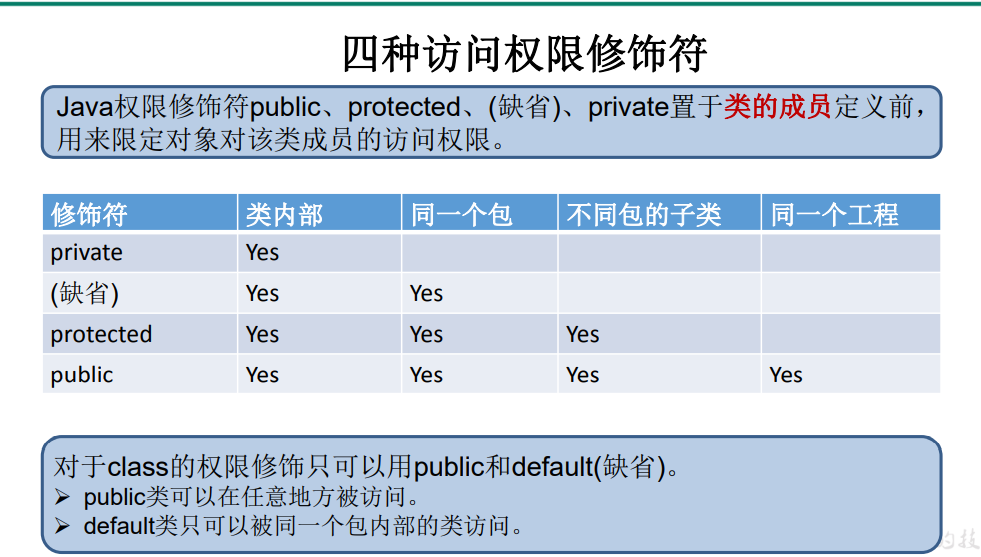 四种访问权限修饰符
Java权限修饰符public、protected、(缺省)、private置于类的成员定义前，
用来限定对象对该类成员的访问权限。
修饰符 类内部 同一个包 不同包的子类 同一个工程
private Yes
(缺省) Yes Yes
protected Yes Yes Yes
public Yes Yes Yes Yes
对于class的权限修饰只可以用public和default(缺省)。
➢ public类可以在任意地方被访问。
➢ default类只可以被同一个包内部的类访问。